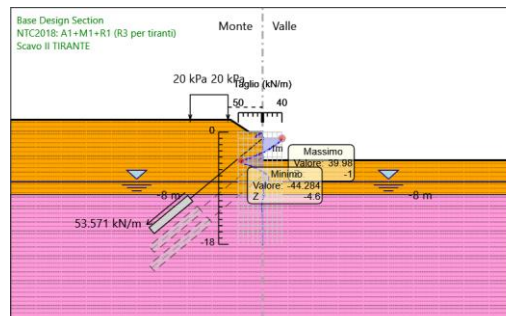 Base Design Section
NTC2018: A1+M1+R1 (R3 per tiranti)
Scavo II TIRANTE
Monte
Valle
20 kPa 20 kPa
Taglio (kN/m)
50
40
0
1m
Massimo
Valore: 39.98
-1
Minimo
Valore: -44.284
Z -4.6
-8 m
-8 m
53.571 kN/m
-18